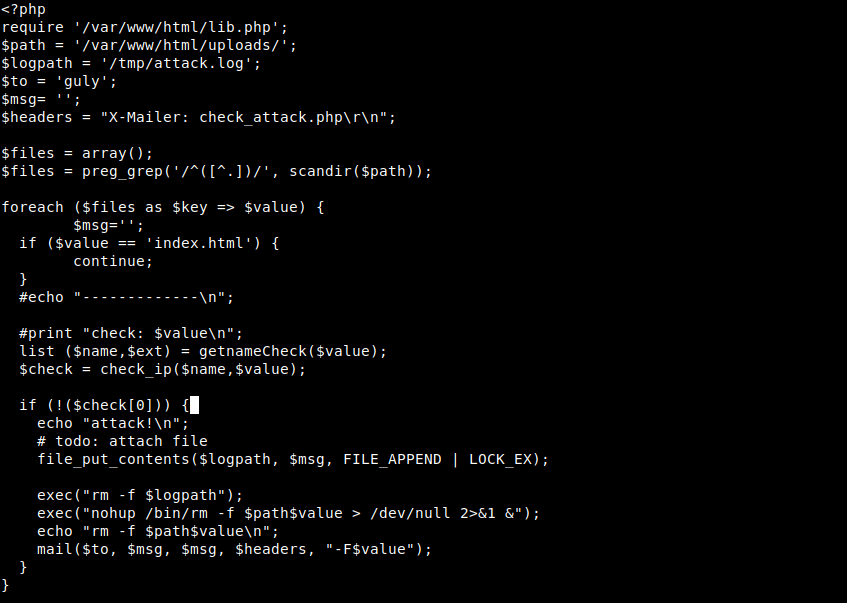 <?php
require '/var/www/html/lib.php';
$path = '/var/www/html/uploads/';
$logpath = '/tmp/attack.log';
$to = 'guly';
$msg= '';
$headers = "X-Mailer: check_attack.php\r\n";

$files = array();
$files = preg_grep('/^([^.])/', scandir($path));

foreach ($files as $key => $value) {
        $msg='';
  if ($value == 'index.html') {
        continue;
  }
  #echo "-------------\n";

  #print "check: $value\n";
  list ($name,$ext) = getnameCheck($value);
  $check = check_ip($name,$value);

  if (!($check[0])) {
    echo "attack!\n";
    # todo: attach file
    file_put_contents($logpath, $msg, FILE_APPEND | LOCK_EX);

    exec("rm -f $logpath");
    exec("nohup /bin/rm -f $path$value > /dev/null 2>&1 &");
    echo "rm -f $path$value\n";
    mail($to, $msg, $msg, $headers, "-F$value");
  }
}